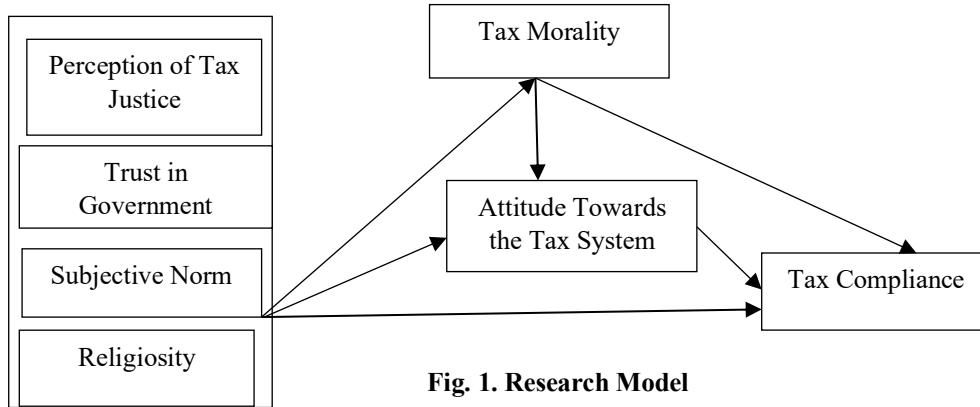 Perception of Tax
Justice
Trust in
Government
Subjective Norm
Religiosity
Tax Morality
Attitude Towards
the Tax System
Tax Compliance
Fig. 1. Research Model